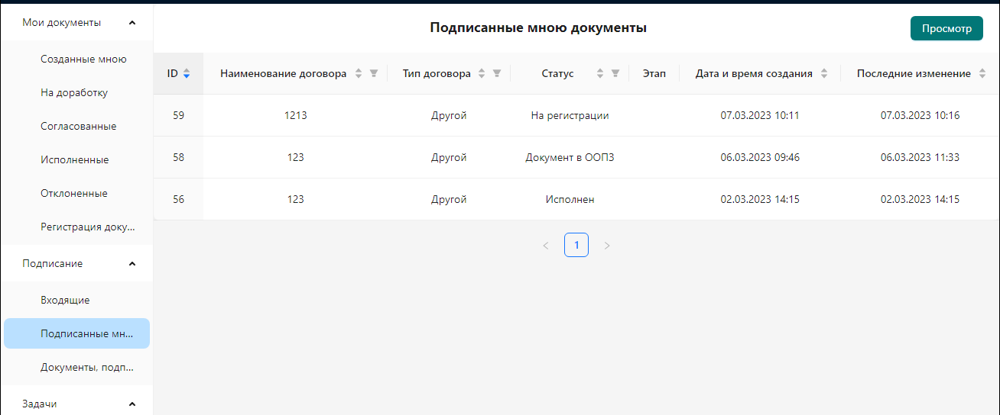 Мои документы
Созданные мною
На доработку
Согласованные
Исполненные
Отклоненные
Регистрация доку...
Подписание
Входящие
Подписанные мн...
Документы, подп...
Задачи
Подписанные мною документы
Просмотр
ID Наименование договора Тип договора Статус Этап Дата и время создания Последние изменение
59 1213 Другой На регистрации 07.03.2023 10:11 07.03.2023 10:16
58 123 Другой Документ в ООПЗ 06.03.2023 09:46 06.03.2023 11:33
56 123 Другой Исполнен 02.03.2023 14:15 02.03.2023 14:15
< 1 >